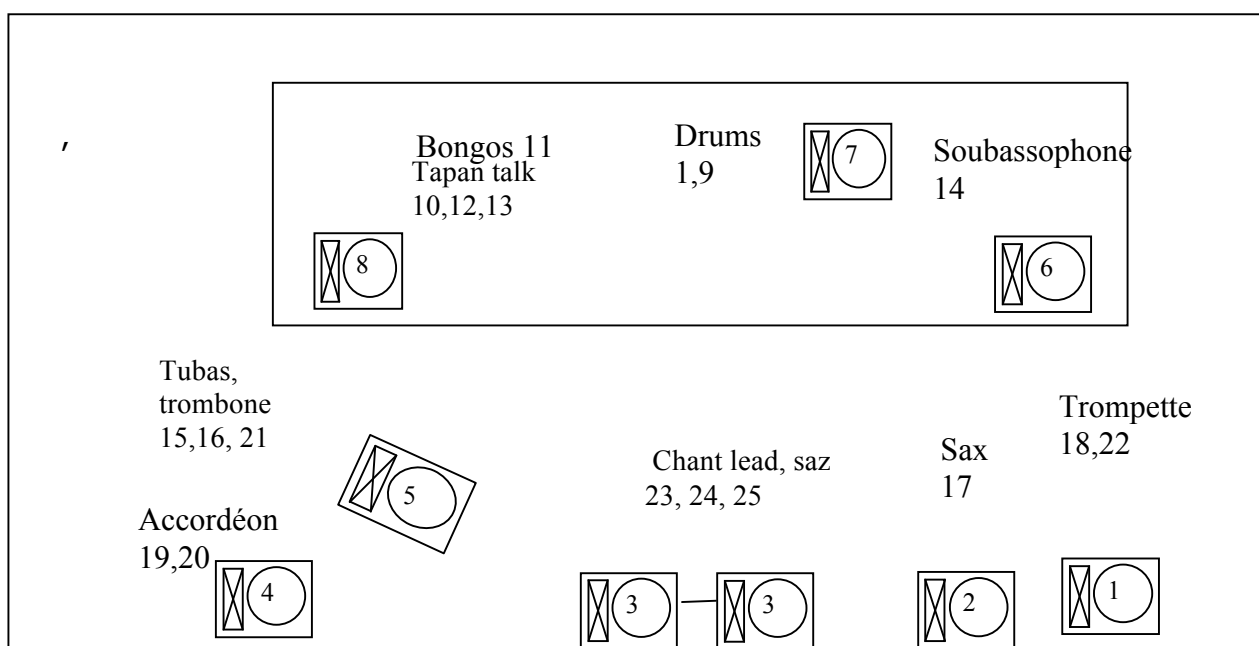 ,
Bongos 11
Tapan talk
10,12,13
Drums
1,9
7
Soubassophone
14
8
6
Tubas,
trombone
15,16, 21
5
Chant lead, saz
23, 24, 25
Sax
17
Trompette
18,22
Accordéon
19,20
4
3
3
2
1